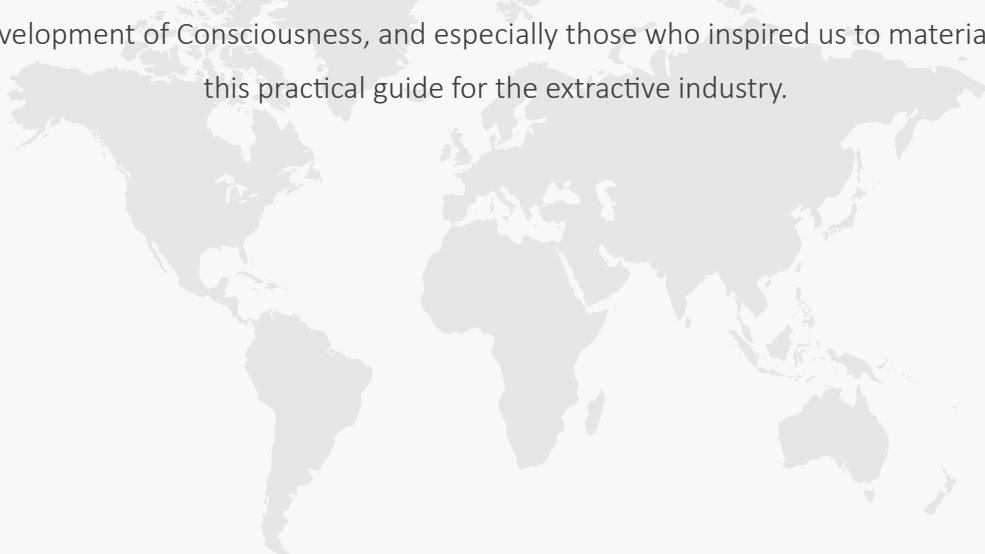 velopment of Consciousness, and especially those who inspired us to materia
this practical guide for the extractive industry.